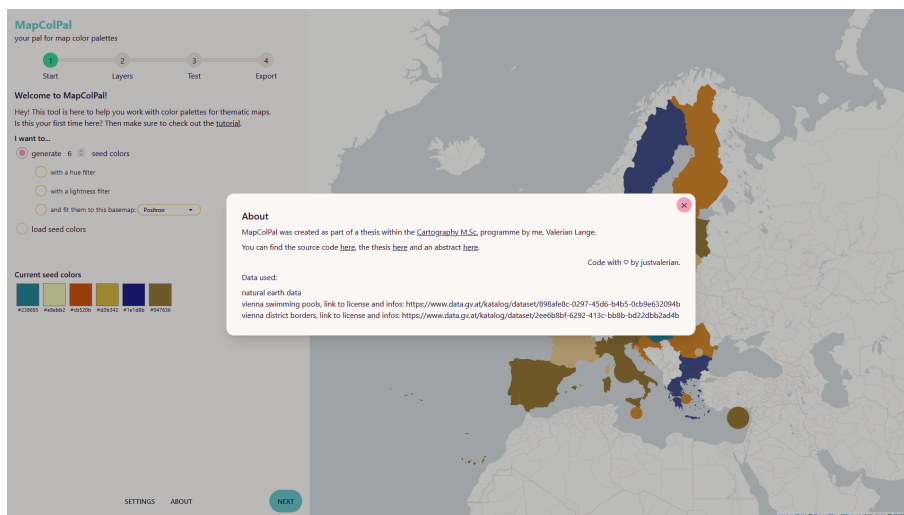 MapColPal
your pal for map color palettes
1 2 3 4
Start Layers Test Export
Welcome to MapColPal!
Hey! This tool is here to help you work with color palettes for thematic maps.
Is this your first time here? Then make sure to check out the tutorial.
I want to...
generate 6 seed colors
with a hue filter
with a lightness filter
and fit them to this basemap: Positron
load seed colors
Current seed colors
#238695 #e8ebb2 #cb520b #d3b342 #1e1d8b #947636
SETTINGS ABOUT NEXT
About
MapColPal was created as part of a thesis within the Cartography M.Sc. programme by me, Valerian Lange.
You can find the source code here, the thesis here and an abstract here.
Code with ♡ by justvalerian.
Data used:
natural earth data
vienna swimming pools, link to license and infos: https://www.data.gv.at/katalog/dataset/898afe8c-0297-45d6-b4b5-0cb9e632094b
vienna district borders, link to license and infos: https://www.data.gv.at/katalog/dataset/2ee6b8bf-6292-413c-bb8b-bd22dbb2ad4b